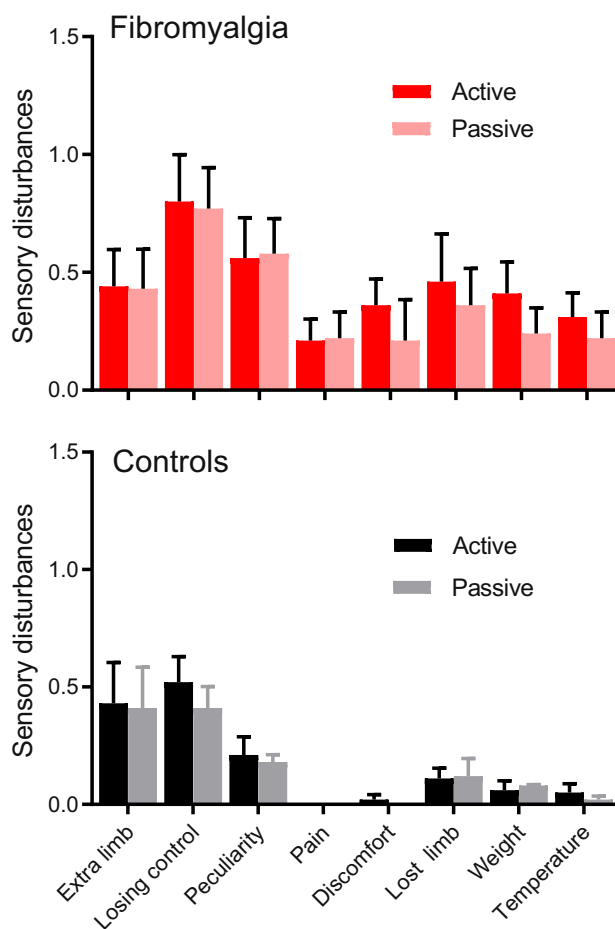 Fibromyalgia
Sensory disturbances
1.5
1.0
0.5
0.0
Active
Passive
Controls
Sensory disturbances
1.5
1.0
0.5
0.0
Active
Passive
Extra limb
Losing control
Peculiarity
Pain
Discomfort
Lost limb
Weight
Temperature